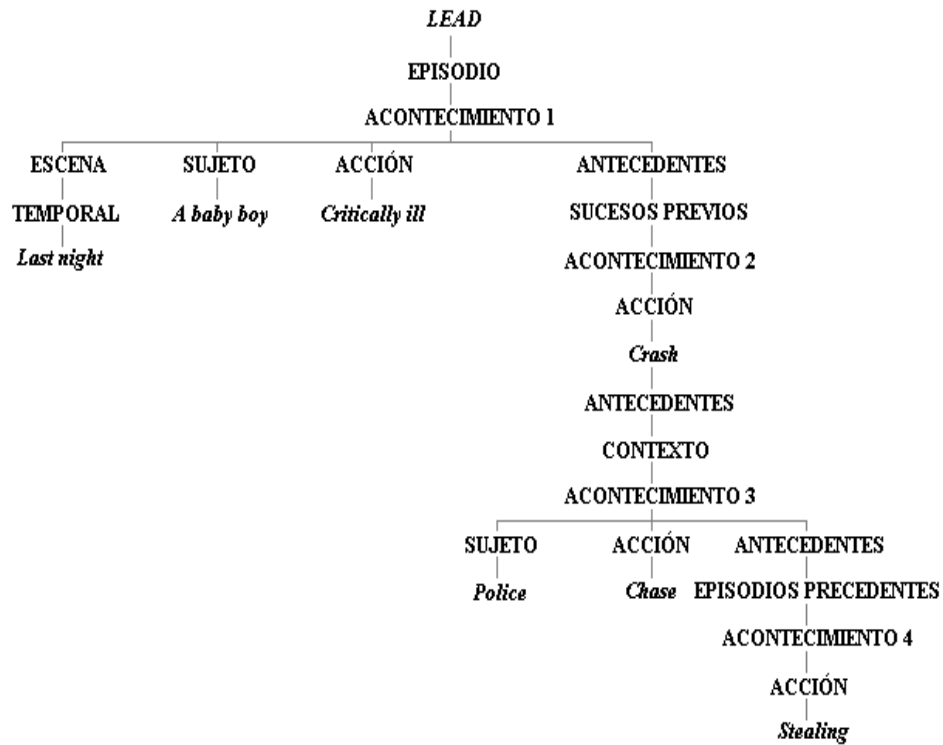 LEAD
EPISODIO
ACONTECIMIENTO 1
ESCENA SUJETO ACCIÓN ANTECEDENTES
TEMPORAL A baby boy Critically ill SUCESOS PREVIOS
Last night ACONTECIMIENTO 2
ACCIÓN
Crash
ANTECEDENTES
CONTEXTO
ACONTECIMIENTO 3
SUJETO ACCIÓN ANTECEDENTES
Police Chase EPISODIOS PRECEDENTES
ACONTECIMIENTO 4
ACCIÓN
Stealing